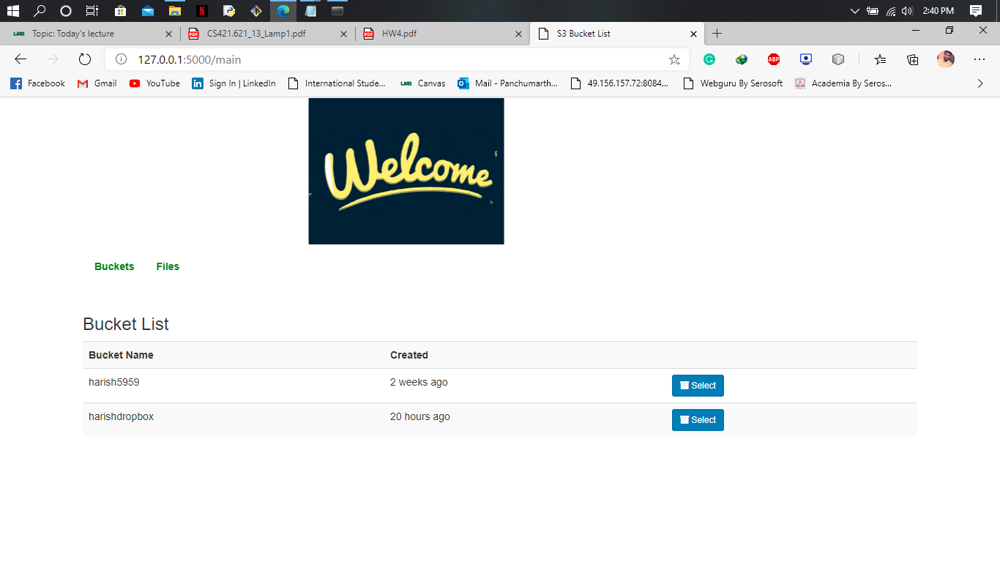 2:40 PM
Topic: Today's lecture
CS421.621_13_Lamp1.pdf
HW4.pdf
S3 Bucket List
127.0.0.1:5000/main
ABP
Facebook
Gmail
YouTube
Sign In | LinkedIn
International Stude...
Canvas
Mail - Panchumarth...
49.156.157.72:8084...
Webguru By Serosoft
Academia By Seros...
Welcome
Buckets Files
Bucket List
Bucket Name Created
harish5959 2 weeks ago Select
harishdropbox 20 hours ago Select